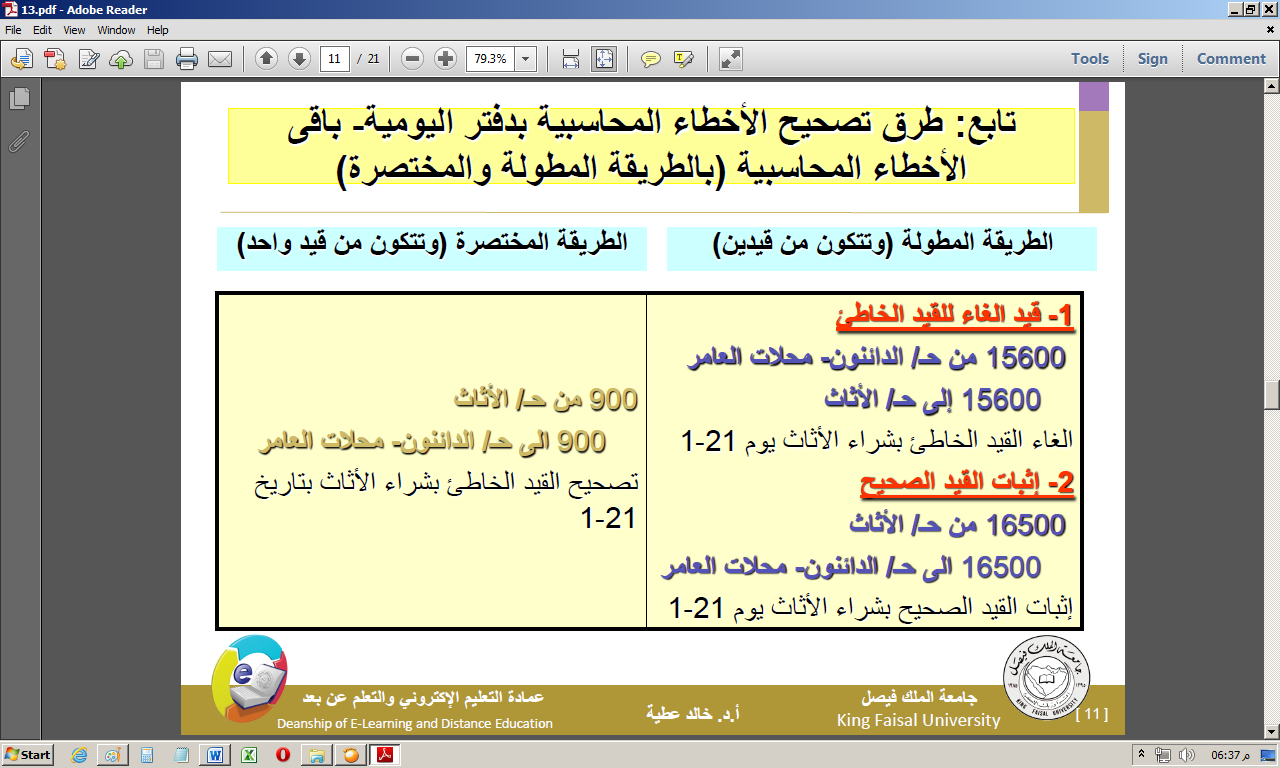 13.pdf - Adobe Reader
File Edit View Window Help
11 / 21 79.3% Tools Sign Comment
تابع: طرق تصحيح الأخطاء المحاسبية بدفتر اليومية- باقى
الأخطاء المحاسبية (بالطريقة المطولة والمختصرة)
الطريقة المطولة (وتتكون من قيدين)
الطريقة المختصرة (وتتكون من قيد واحد)
1- قيد الغاء للقيد الخاطئ
15600 من حـ/ الدائنون- محلات العامر
15600 إلى حـ/ الأثاث
الغاء القيد الخاطئ بشراء الأثاث يوم 21-1
2- إثبات القيد الصحيح
16500 من حـ/ الأثاث
16500 الى حـ/ الدائنون- محلات العامر
إثبات القيد الصحيح بشراء الأثاث يوم 21-1
900 من حـ/ الأثاث
900 الى حـ/ الدائنون- محلات العامر
تصحيح القيد الخاطئ بشراء الأثاث بتاريخ
21-1
جامعة الملك فيصل
King Faisal University
[ 11 ]
أ.د. خالد عطية
عمادة التعليم الإكتروني والتعلم عن بعد
Deanship of E-Learning and Distance Education
Start
06:37 م